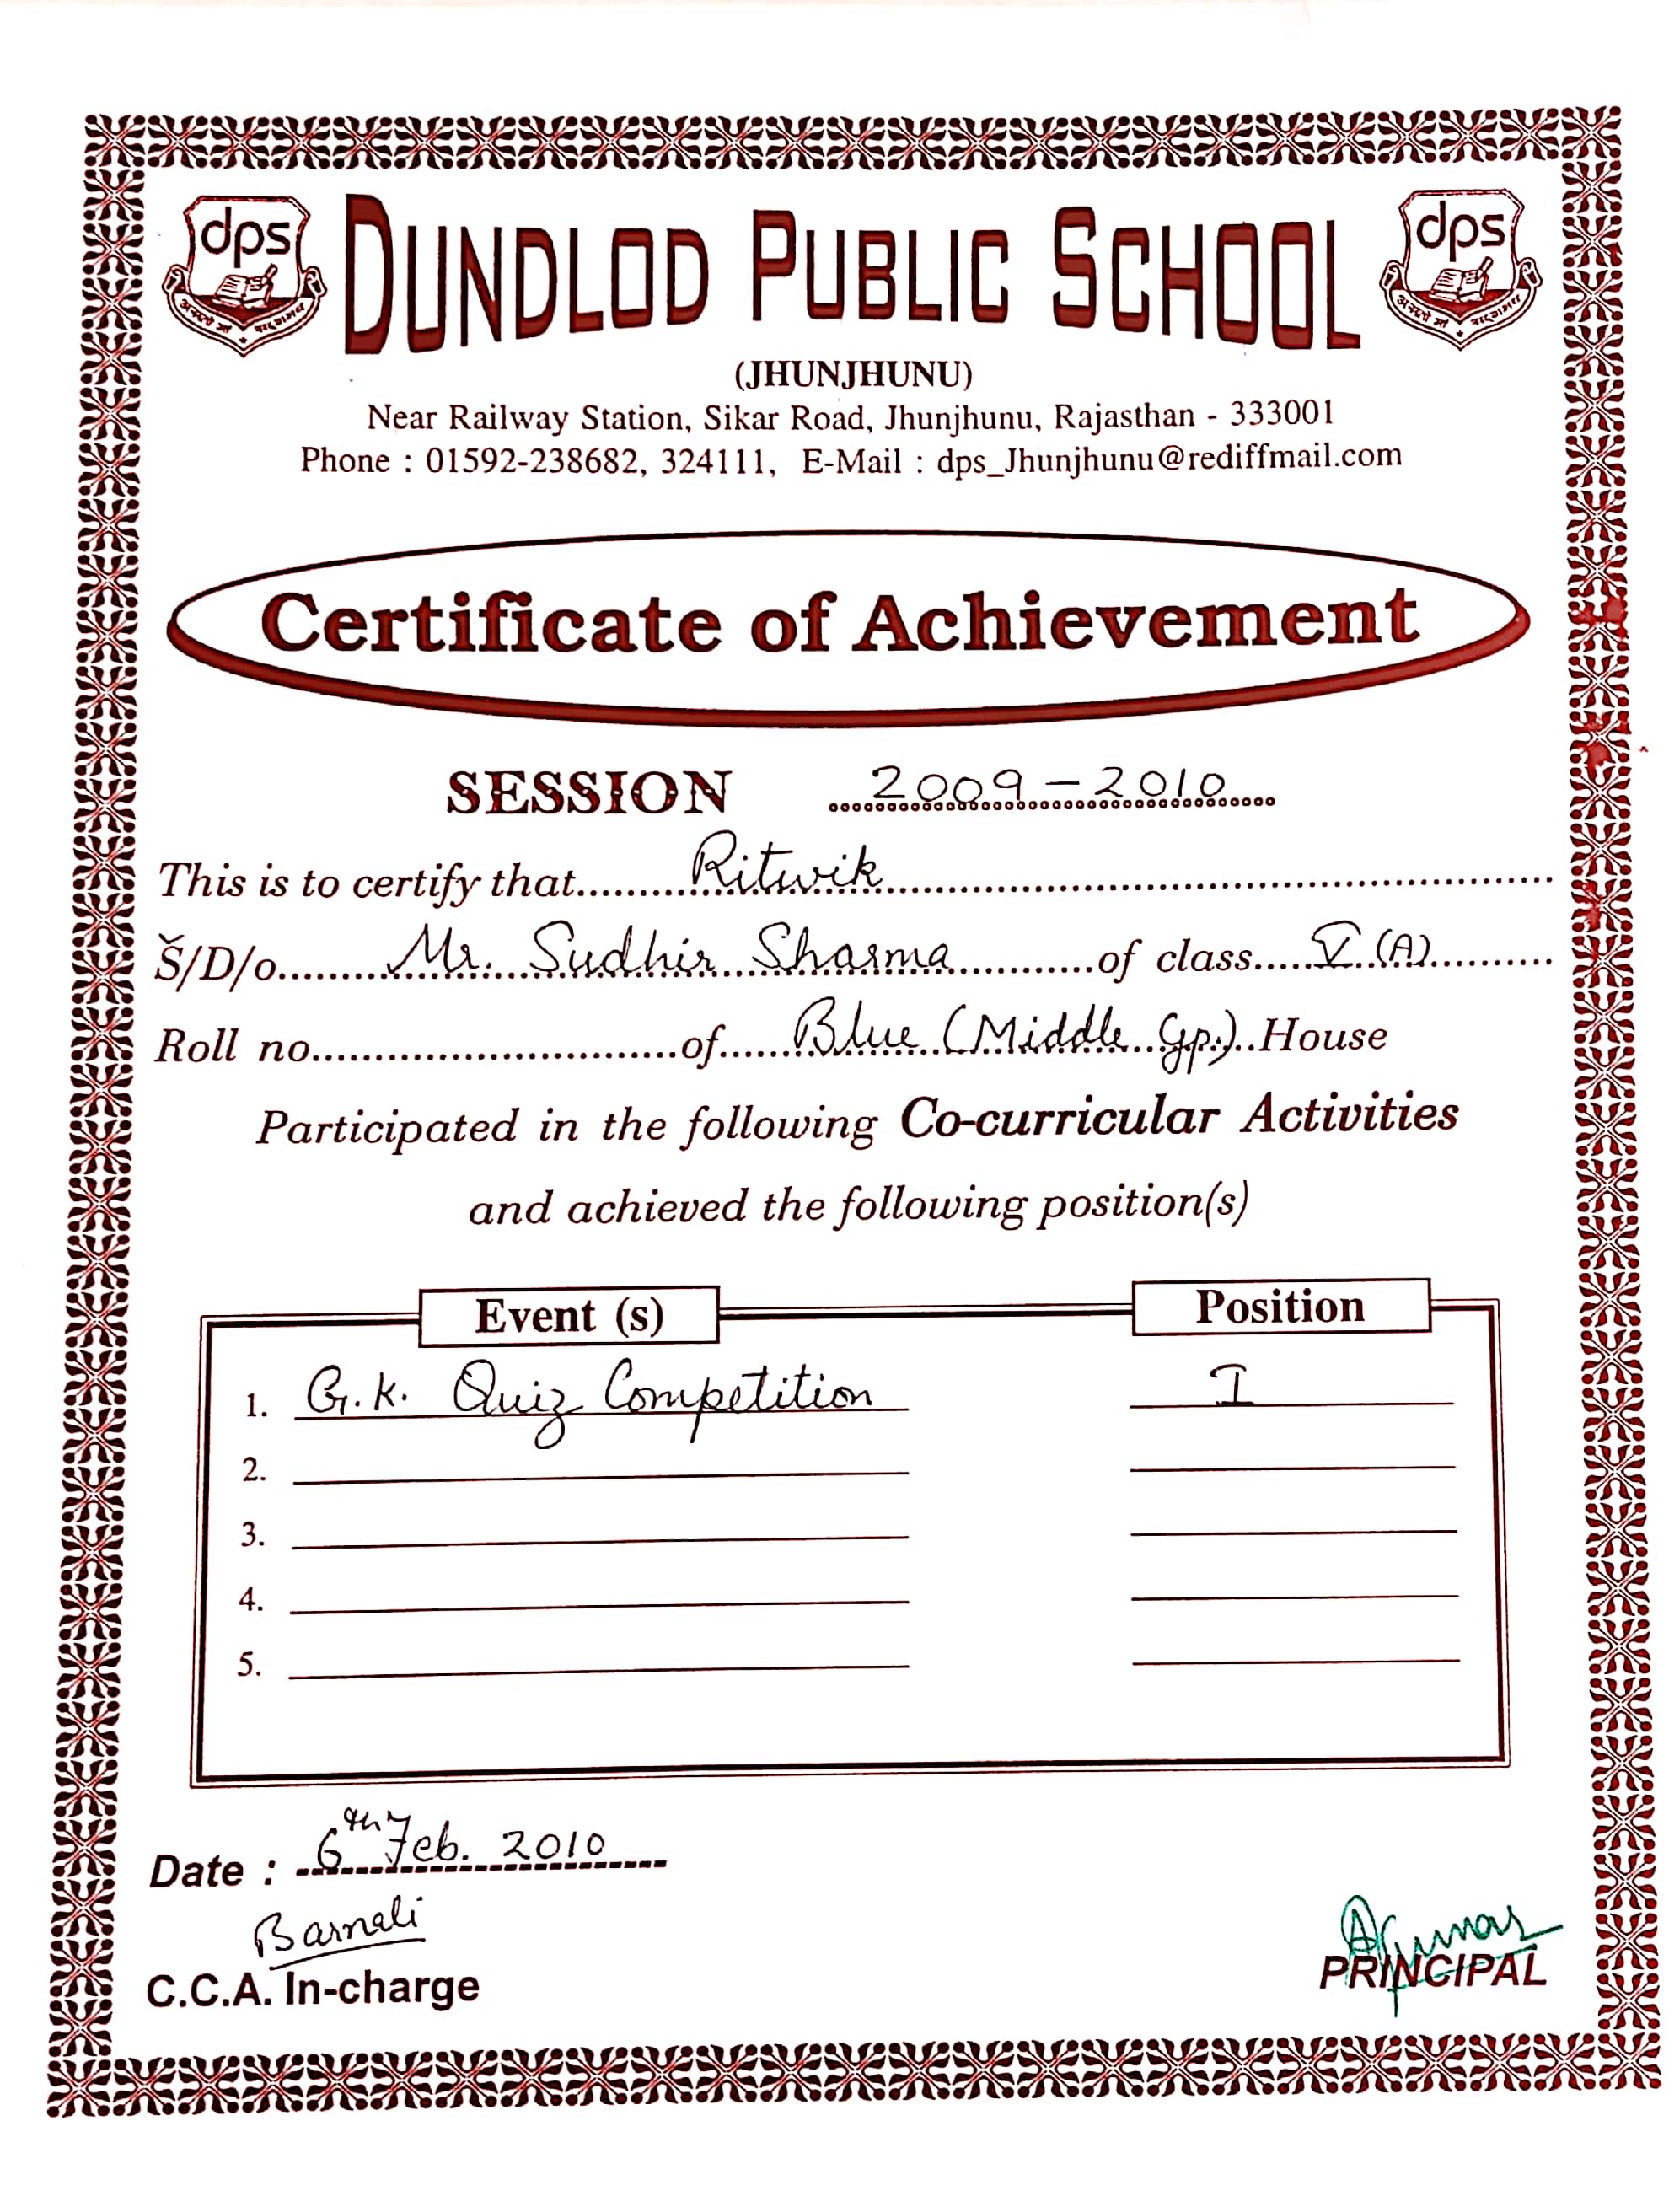 dps DUNDLOD PUBLIC SCHOOL dps
(JHUNJHUNU)
Near Railway Station, Sikar Road, Jhunjhunu, Rajasthan - 333001
Phone : 01592-238682, 324111, E-Mail : dps_Jhunjhunu@rediffmail.com
Certificate of Achievement
SESSION 2009-2010
This is to certify that Ritwik
S/D/o Mr. Sudhir Sharma of class V (A)
Roll no. of Blue (Middle Gp.) House
Participated in the following Co-curricular Activities
and achieved the following position(s)
Event (s) Position
1. G.K. Quiz Competition I
2.
3.
4.
5.
Date : 6th Feb. 2010
Barnali
C.C.A. In-charge
PRINCIPAL